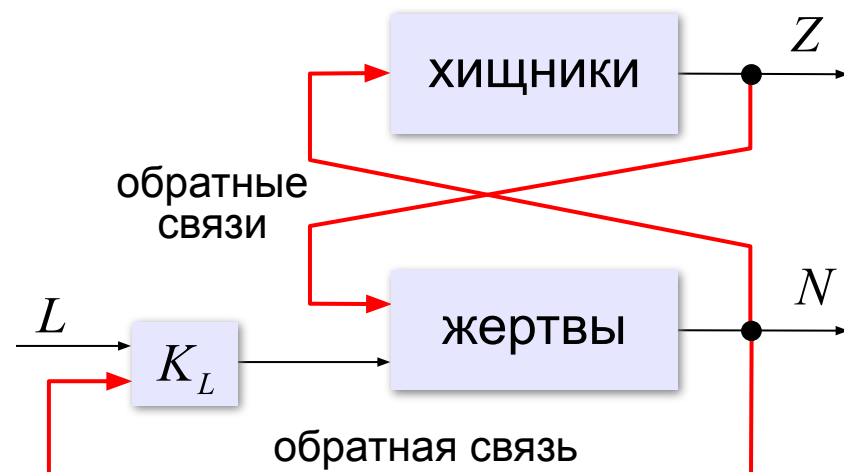 хищники
Z
обратные
связи
L
K_L
жертвы
N
обратная связь